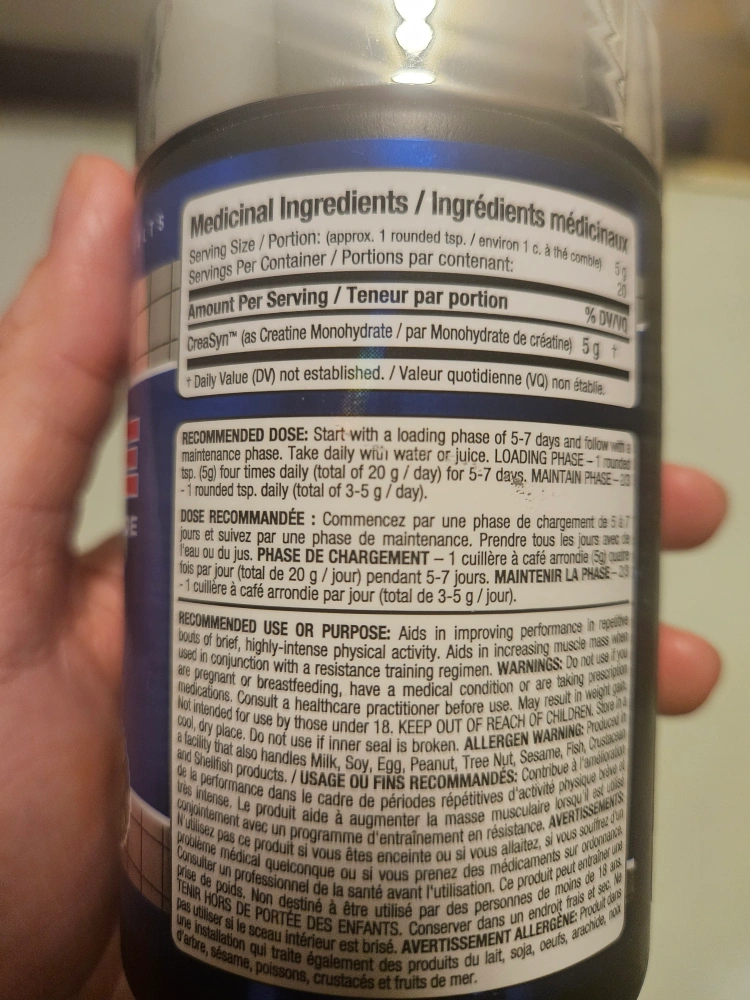 Medicinal Ingredients / Ingrédients médicinaux
Serving Size / Portion: (approx. 1 rounded tsp. / environ 1 c. à thé comble) 5 g
Servings Per Container / Portions par contenant: 20
Amount Per Serving / Teneur par portion % DV/VQ
CreaSyn™ (as Creatine Monohydrate / par Monohydrate de créatine) 5 g †
† Daily Value (DV) not established. / Valeur quotidienne (VQ) non établie.
RECOMMENDED DOSE: Start with a loading phase of 5-7 days and follow with a
maintenance phase. Take daily with water or juice. LOADING PHASE – 1 rounded
tsp. (5g) four times daily (total of 20 g / day) for 5-7 days. MAINTAIN PHASE – 2/3
- 1 rounded tsp. daily (total of 3-5 g / day).
DOSE RECOMMANDÉE : Commencez par une phase de chargement de 5 à 7
jours et suivez par une phase de maintenance. Prendre tous les jours avec de
l'eau ou du jus. PHASE DE CHARGEMENT – 1 cuillère à café arrondie (5g) quatre
fois par jour (total de 20 g / jour) pendant 5-7 jours. MAINTENIR LA PHASE – 2/3
- 1 cuillère à café arrondie par jour (total de 3-5 g / jour).
RECOMMENDED USE OR PURPOSE: Aids in improving performance in repetitive
bouts of brief, highly-intense physical activity. Aids in increasing muscle mass when
used in conjunction with a resistance training regimen. WARNINGS: Do not use if you
are pregnant or breastfeeding, have a medical condition or are taking prescription
medications. Consult a healthcare practitioner before use. May result in weight gain.
Not intended for use by those under 18. KEEP OUT OF REACH OF CHILDREN. Store in a
cool, dry place. Do not use if inner seal is broken. ALLERGEN WARNING: Produced in
a facility that also handles Milk, Soy, Egg, Peanut, Tree Nut, Sesame, Fish, Crustacean
and Shellfish products. / USAGE OU FINS RECOMMANDÉS: Contribue à l'amélioration
de la performance dans le cadre de périodes répétitives d'activité physique brève et
très intense. Le produit aide à augmenter la masse musculaire lorsqu'il est utilisé
conjointement avec un programme d'entraînement en résistance. AVERTISSEMENTS:
N'utilisez pas ce produit si vous êtes enceinte ou si vous allaitez, si vous souffrez d'un
problème médical quelconque ou si vous prenez des médicaments sur ordonnance.
Consulter un professionnel de la santé avant l'utilisation. Ce produit peut entraîner une
prise de poids. Non destiné à être utilisé par des personnes de moins de 18 ans.
TENIR HORS DE PORTÉE DES ENFANTS. Conserver dans un endroit frais et sec. Ne
pas utiliser si le sceau intérieur est brisé. AVERTISSEMENT ALLERGÈNE: Produit dans
une installation qui traite également des produits du lait, soja, oeufs, arachide, noix
d'arbre, sésame, poissons, crustacés et fruits de mer.